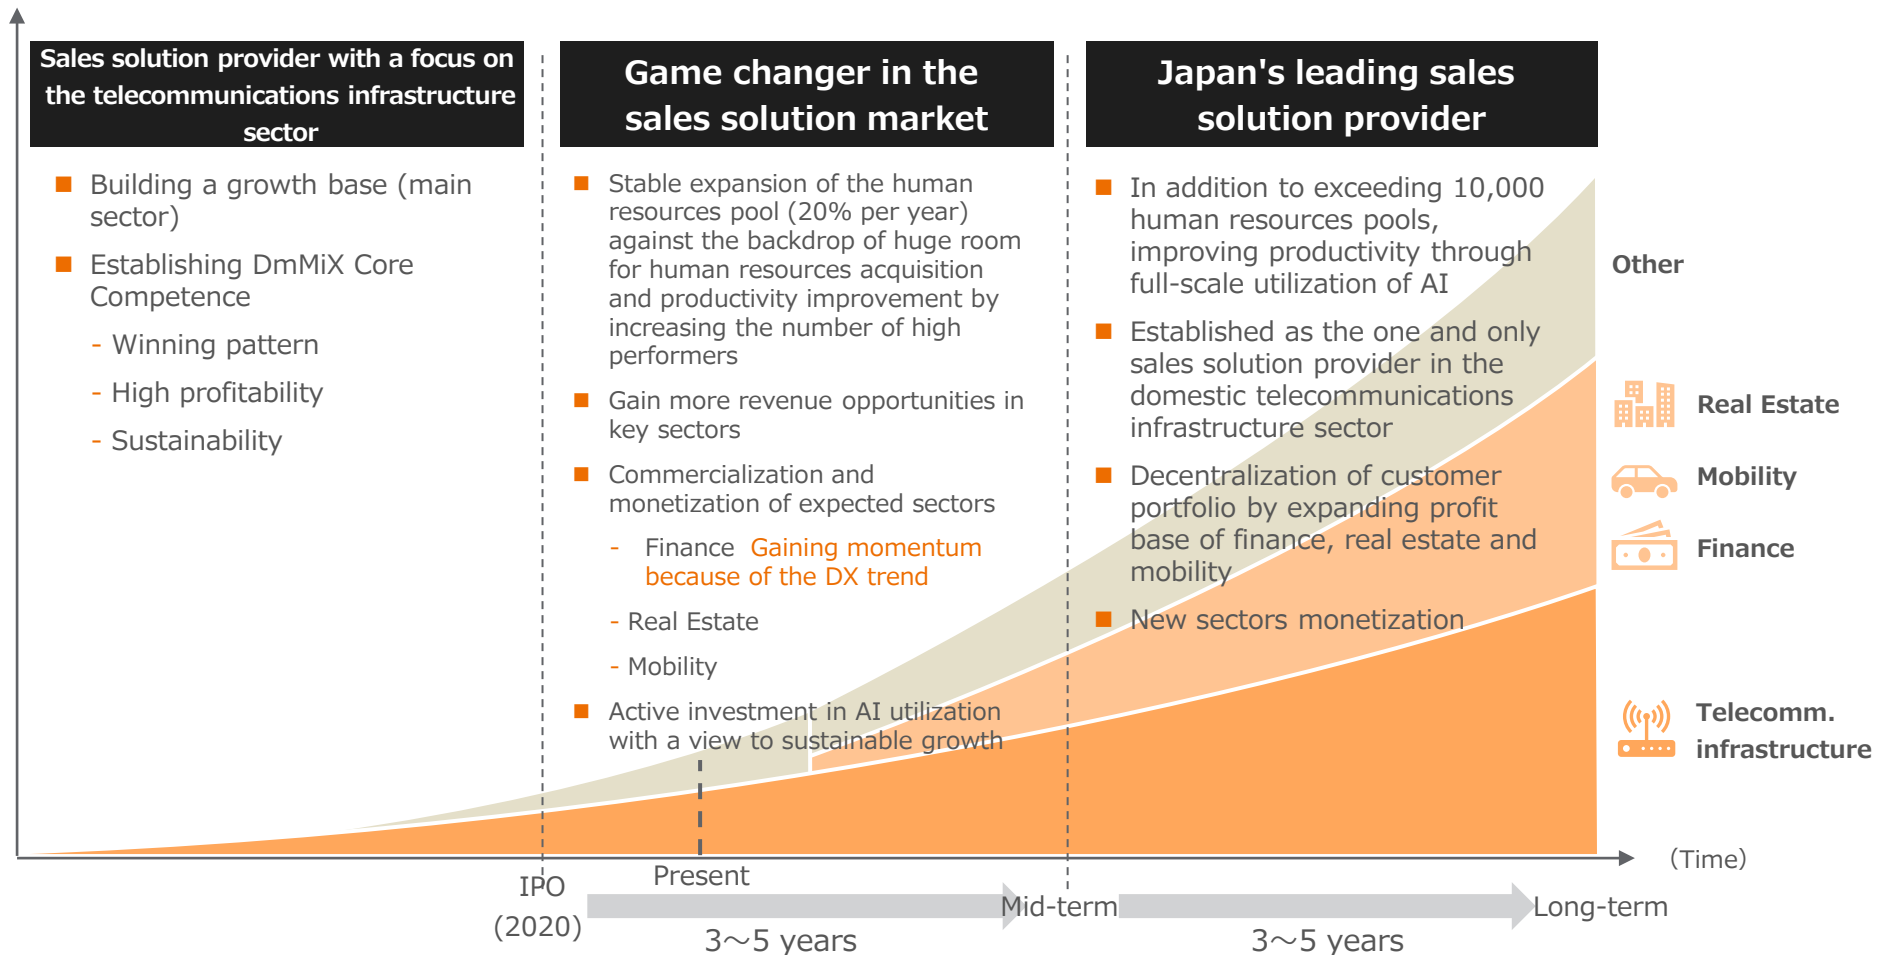 Sales solution provider with a focus on
the telecommunications infrastructure
sector
■ Building a growth base (main
sector)
■ Establishing DmMiX Core
Competence
- Winning pattern
- High profitability
- Sustainability
Game changer in the
sales solution market
■ Stable expansion of the human
resources pool (20% per year)
against the backdrop of huge room
for human resources acquisition
and productivity improvement by
increasing the number of high
performers
■ Gain more revenue opportunities in
key sectors
■ Commercialization and
monetization of expected sectors
- Finance Gaining momentum
because of the DX trend
- Real Estate
- Mobility
■ Active investment in AI utilization
with a view to sustainable growth
Japan's leading sales
solution provider
■ In addition to exceeding 10,000
human resources pools,
improving productivity through
full-scale utilization of AI
■ Established as the one and only
sales solution provider in the
domestic telecommunications
infrastructure sector
■ Decentralization of customer
portfolio by expanding profit
base of finance, real estate and
mobility
■ New sectors monetization
Other
Real Estate
Mobility
Finance
Telecomm.
infrastructure
(Time)
IPO
(2020)
Present
Mid-term
Long-term
3～5 years
3～5 years